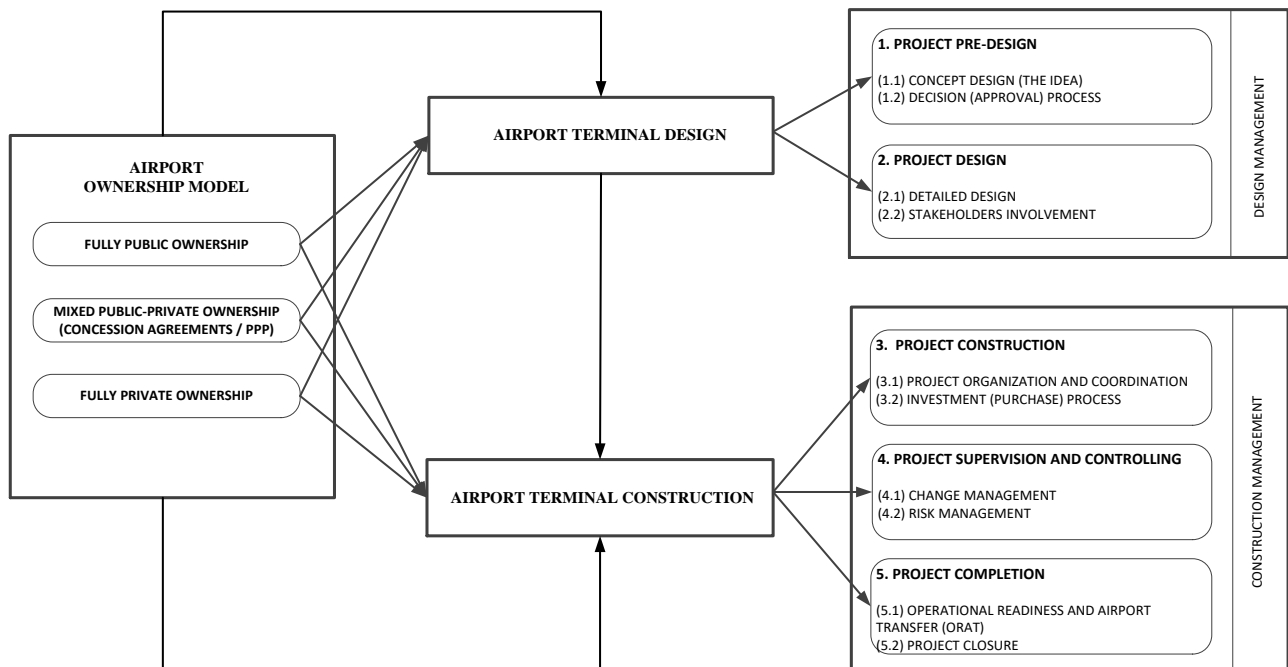 AIRPORT
OWNERSHIP MODEL
FULLY PUBLIC OWNERSHIP
MIXED PUBLIC-PRIVATE OWNERSHIP
(CONCESSION AGREEMENTS / PPP)
FULLY PRIVATE OWNERSHIP
AIRPORT TERMINAL DESIGN
AIRPORT TERMINAL CONSTRUCTION
1. PROJECT PRE-DESIGN
(1.1) CONCEPT DESIGN (THE IDEA)
(1.2) DECISION (APPROVAL) PROCESS
2. PROJECT DESIGN
(2.1) DETAILED DESIGN
(2.2) STAKEHOLDERS INVOLVEMENT
DESIGN MANAGEMENT
3. PROJECT CONSTRUCTION
(3.1) PROJECT ORGANIZATION AND COORDINATION
(3.2) INVESTMENT (PURCHASE) PROCESS
4. PROJECT SUPERVISION AND CONTROLLING
(4.1) CHANGE MANAGEMENT
(4.2) RISK MANAGEMENT
5. PROJECT COMPLETION
(5.1) OPERATIONAL READINESS AND AIRPORT
TRANSFER (ORAT)
(5.2) PROJECT CLOSURE
CONSTRUCTION MANAGEMENT